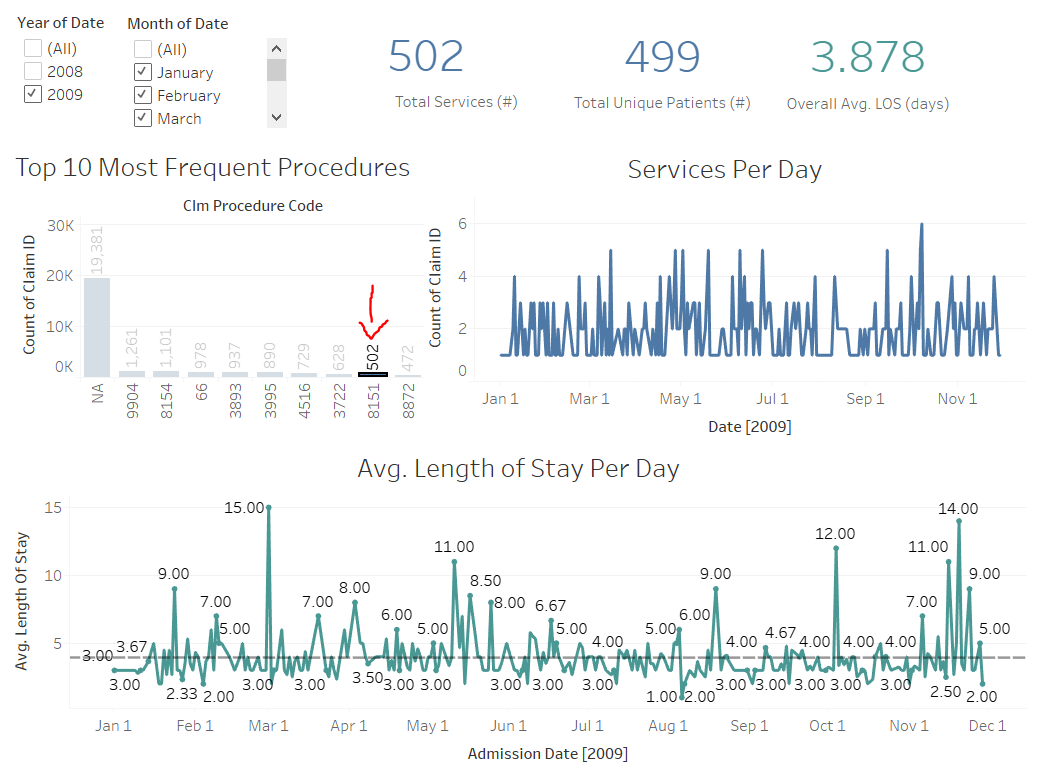 Year of Date
(All)
2008
2009
Month of Date
(All)
January
February
March
502
Total Services (#)
499
Total Unique Patients (#)
3.878
Overall Avg. LOS (days)
Top 10 Most Frequent Procedures
Clm Procedure Code
Count of Claim ID
30K
20K
10K
0K
19,381
1,261
1,101
978
937
890
729
628
502
472
NA
9904
8154
66
3893
3995
4516
3722
8151
8872
Services Per Day
Count of Claim ID
6
4
2
0
Jan 1
Mar 1
May 1
Jul 1
Sep 1
Nov 1
Date [2009]
Avg. Length of Stay Per Day
Avg. Length Of Stay
15
10
5
3.00
3.00
3.67
9.00
2.33
7.00
2.00
5.00
3.00
15.00
3.00
7.00
8.00
3.50
6.00
3.00
5.00
3.00
11.00
8.50
8.00
3.00
6.67
3.00
5.00
4.00
3.00
5.00
1.00
6.00
2.00
9.00
3.00
4.00
3.00
4.67
3.00
4.00
12.00
3.00
4.00
3.00
4.00
7.00
2.50
11.00
14.00
9.00
5.00
2.00
Jan 1
Feb 1
Mar 1
Apr 1
May 1
Jun 1
Jul 1
Aug 1
Sep 1
Oct 1
Nov 1
Dec 1
Admission Date [2009]